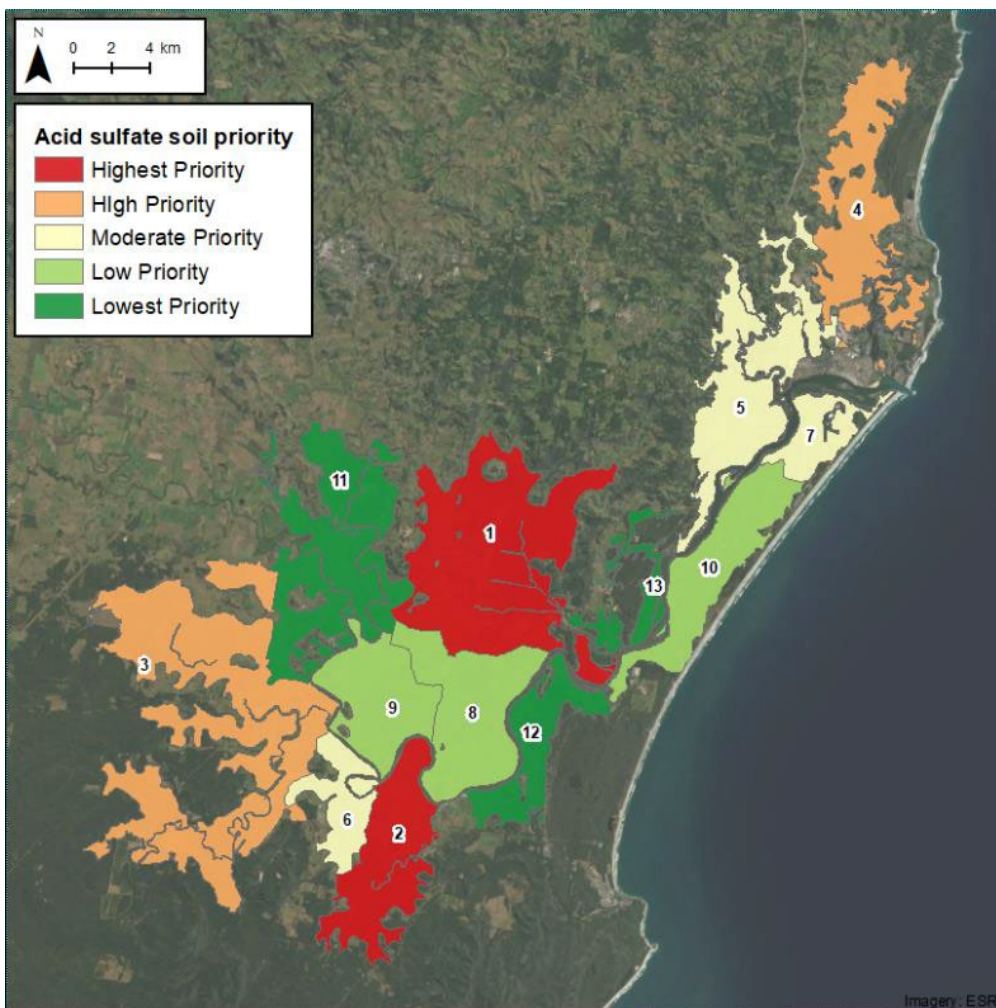 N
0 2 4 km
Acid sulfate soil priority
Highest Priority
HIgh Priority
Moderate Priority
Low Priority
Lowest Priority
4
5
7
11
1
10
13
3
9
8
12
6
2
Imagery: ESR